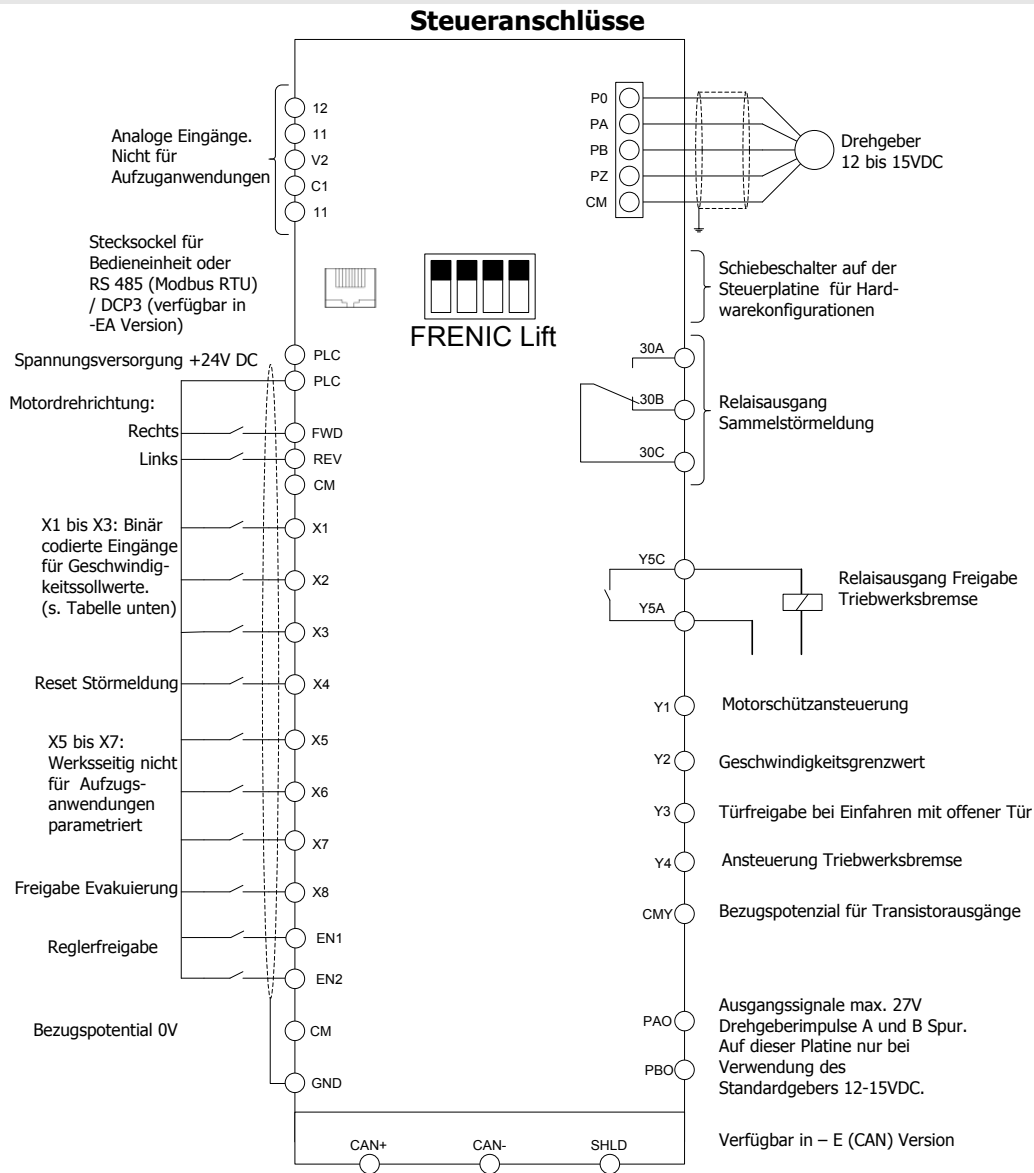 Steueranschlüsse
Analoge Eingänge.
Nicht für
Aufzuganwendungen
12
11
V2
C1
11
P0
PA
PB
PZ
CM
Drehgeber
12 bis 15VDC
Stecksockel für
Bedieneinheit oder
RS 485 (Modbus RTU)
/ DCP3 (verfügbar in
-EA Version)
FRENIC Lift
Schiebeschalter auf der
Steuerplatine für Hard-
warekonfigurationen
Spannungsversorgung +24V DC
PLC
PLC
30A
30B
30C
Relaisausgang
Sammelstörmeldung
Motordrehrichtung:
Rechts
FWD
Links
REV
CM
X1 bis X3: Binär
codierte Eingänge
für Geschwindig-
keitssollwerte.
(s. Tabelle unten)
X1
X2
X3
Y5C
Y5A
Relaisausgang Freigabe
Triebwerksbremse
Reset Störmeldung
X4
Y1
Motorschützansteuerung
X5 bis X7:
Werksseitig nicht
für Aufzugs-
anwendungen
parametriert
X5
X6
X7
Y2
Geschwindigkeitsgrenzwert
Y3
Türfreigabe bei Einfahren mit offener Tür
Y4
Ansteuerung Triebwerksbremse
Freigabe Evakuierung
X8
CMY
Bezugspotenzial für Transistorausgänge
Reglerfreigabe
EN1
EN2
Bezugspotential 0V
CM
GND
PAO
PBO
Ausgangssignale max. 27V
Drehgeberimpulse A und B Spur.
Auf dieser Platine nur bei
Verwendung des
Standardgebers 12-15VDC.
CAN+
CAN-
SHLD
Verfügbar in – E (CAN) Version